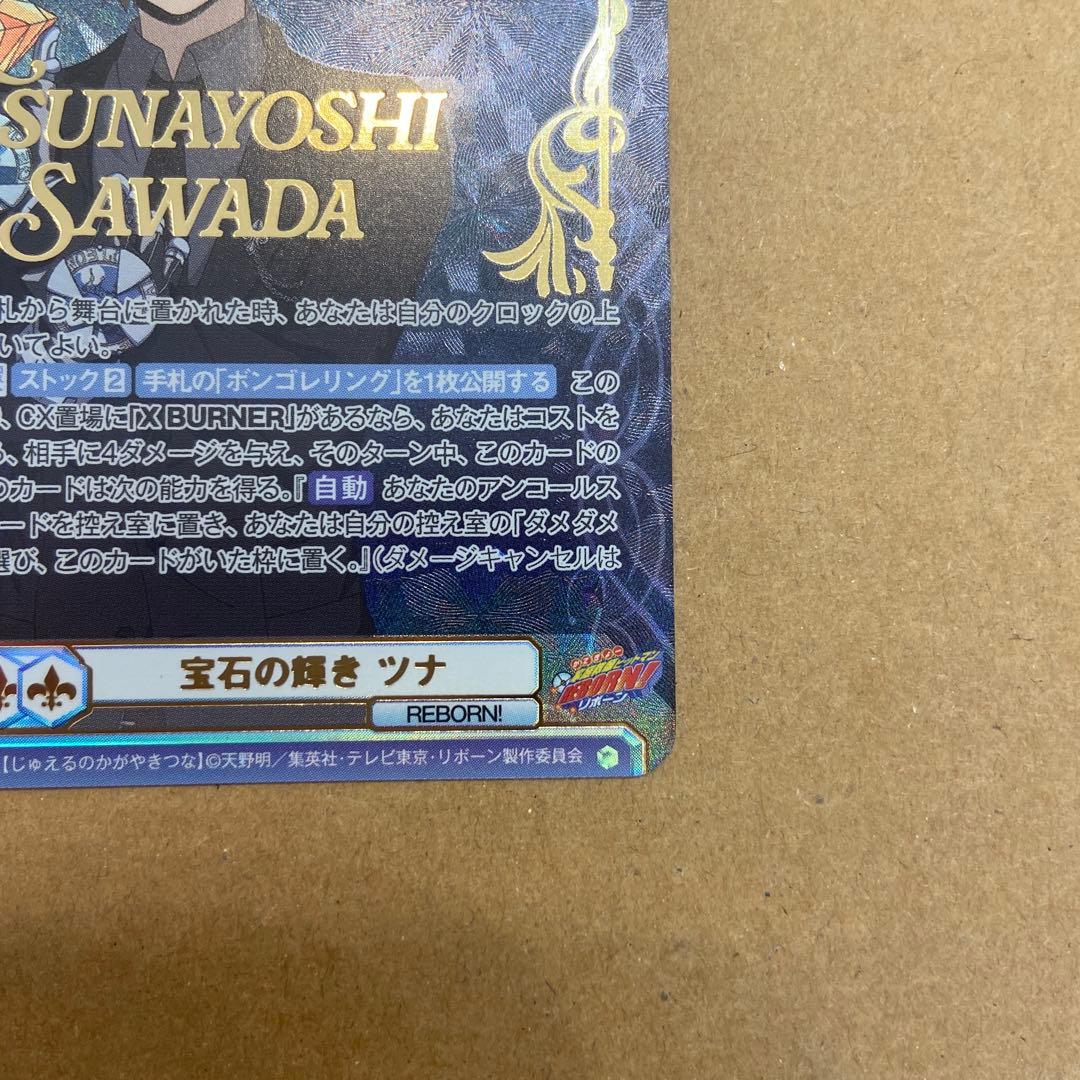 SUNAYOSHI
SAWADA
札から舞台に置かれた時、あなたは自分のクロックの上
いてよい。
ストック2 手札の「ボンゴレリング」を1枚公開する この
、CX置場に「X BURNER」があるなら、あなたはコストを
、相手に4ダメージを与え、そのターン中、このカードの
のカードは次の能力を得る。『自動 あなたのアンコールス
ードを控え室に置き、あなたは自分の控え室の「ダメダメ
選び、このカードがいた枠に置く。』（ダメージキャンセルは
宝石の輝き ツナ
REBORN!
REBORN!
リボーン
【じゅえるのかがやきつな】©天野明／集英社・テレビ東京・リボーン製作委員会